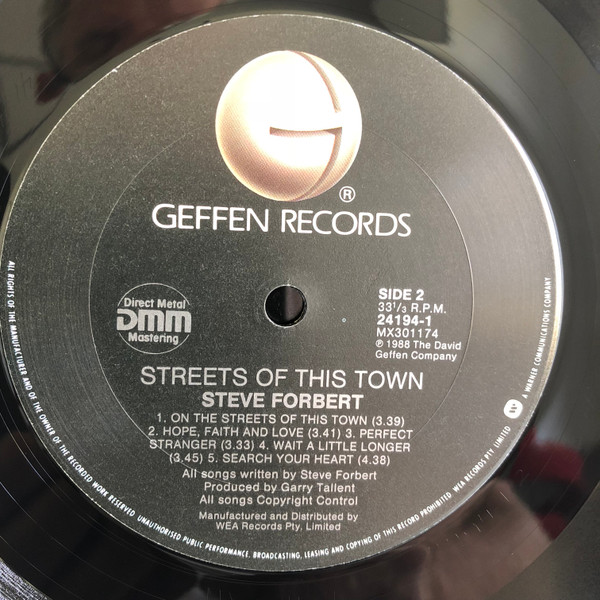 G
®
GEFFEN RECORDS
Direct Metal
DMM
Mastering
SIDE 2
33 1/3 R.P.M.
24194-1
MX301174
℗ 1988 The David
Geffen Company
STREETS OF THIS TOWN
STEVE FORBERT
1. ON THE STREETS OF THIS TOWN (3.39)
2. HOPE, FAITH AND LOVE (3.41) 3. PERFECT
STRANGER (3.33) 4. WAIT A LITTLE LONGER
(3.45) 5. SEARCH YOUR HEART (4.38)
All songs written by Steve Forbert
Produced by Garry Tallent
All songs Copyright Control
Manufactured and Distributed by
WEA Records Pty. Limited
ALL RIGHTS OF THE MANUFACTURER AND OF THE OWNER OF THE RECORDED WORK RESERVED. UNAUTHORISED PUBLIC PERFORMANCE, BROADCASTING, LEASING AND COPYING OF THIS RECORD PROHIBITED. WEA RECORDS PTY. LIMITED
A WARNER COMMUNICATIONS COMPANY